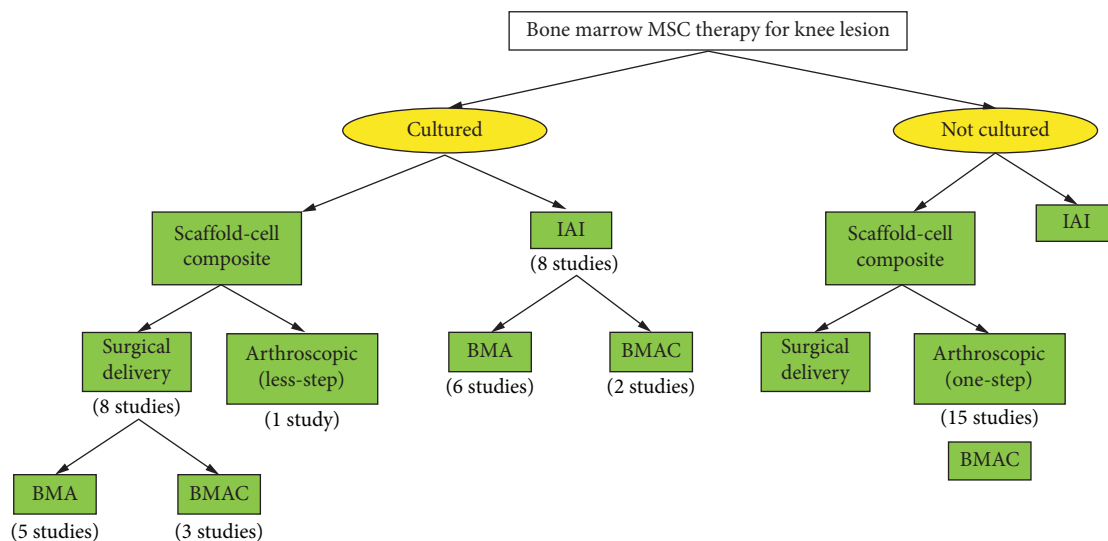 Bone marrow MSC therapy for knee lesion
Cultured
Not cultured
Scaffold-cell
composite
IAI
(8 studies)
Scaffold-cell
composite
IAI
Surgical
delivery
(8 studies)
Arthroscopic
(less-step)
(1 study)
BMA
(6 studies)
BMAC
(2 studies)
Surgical
delivery
Arthroscopic
(one-step)
(15 studies)
BMAC
BMA
(5 studies)
BMAC
(3 studies)